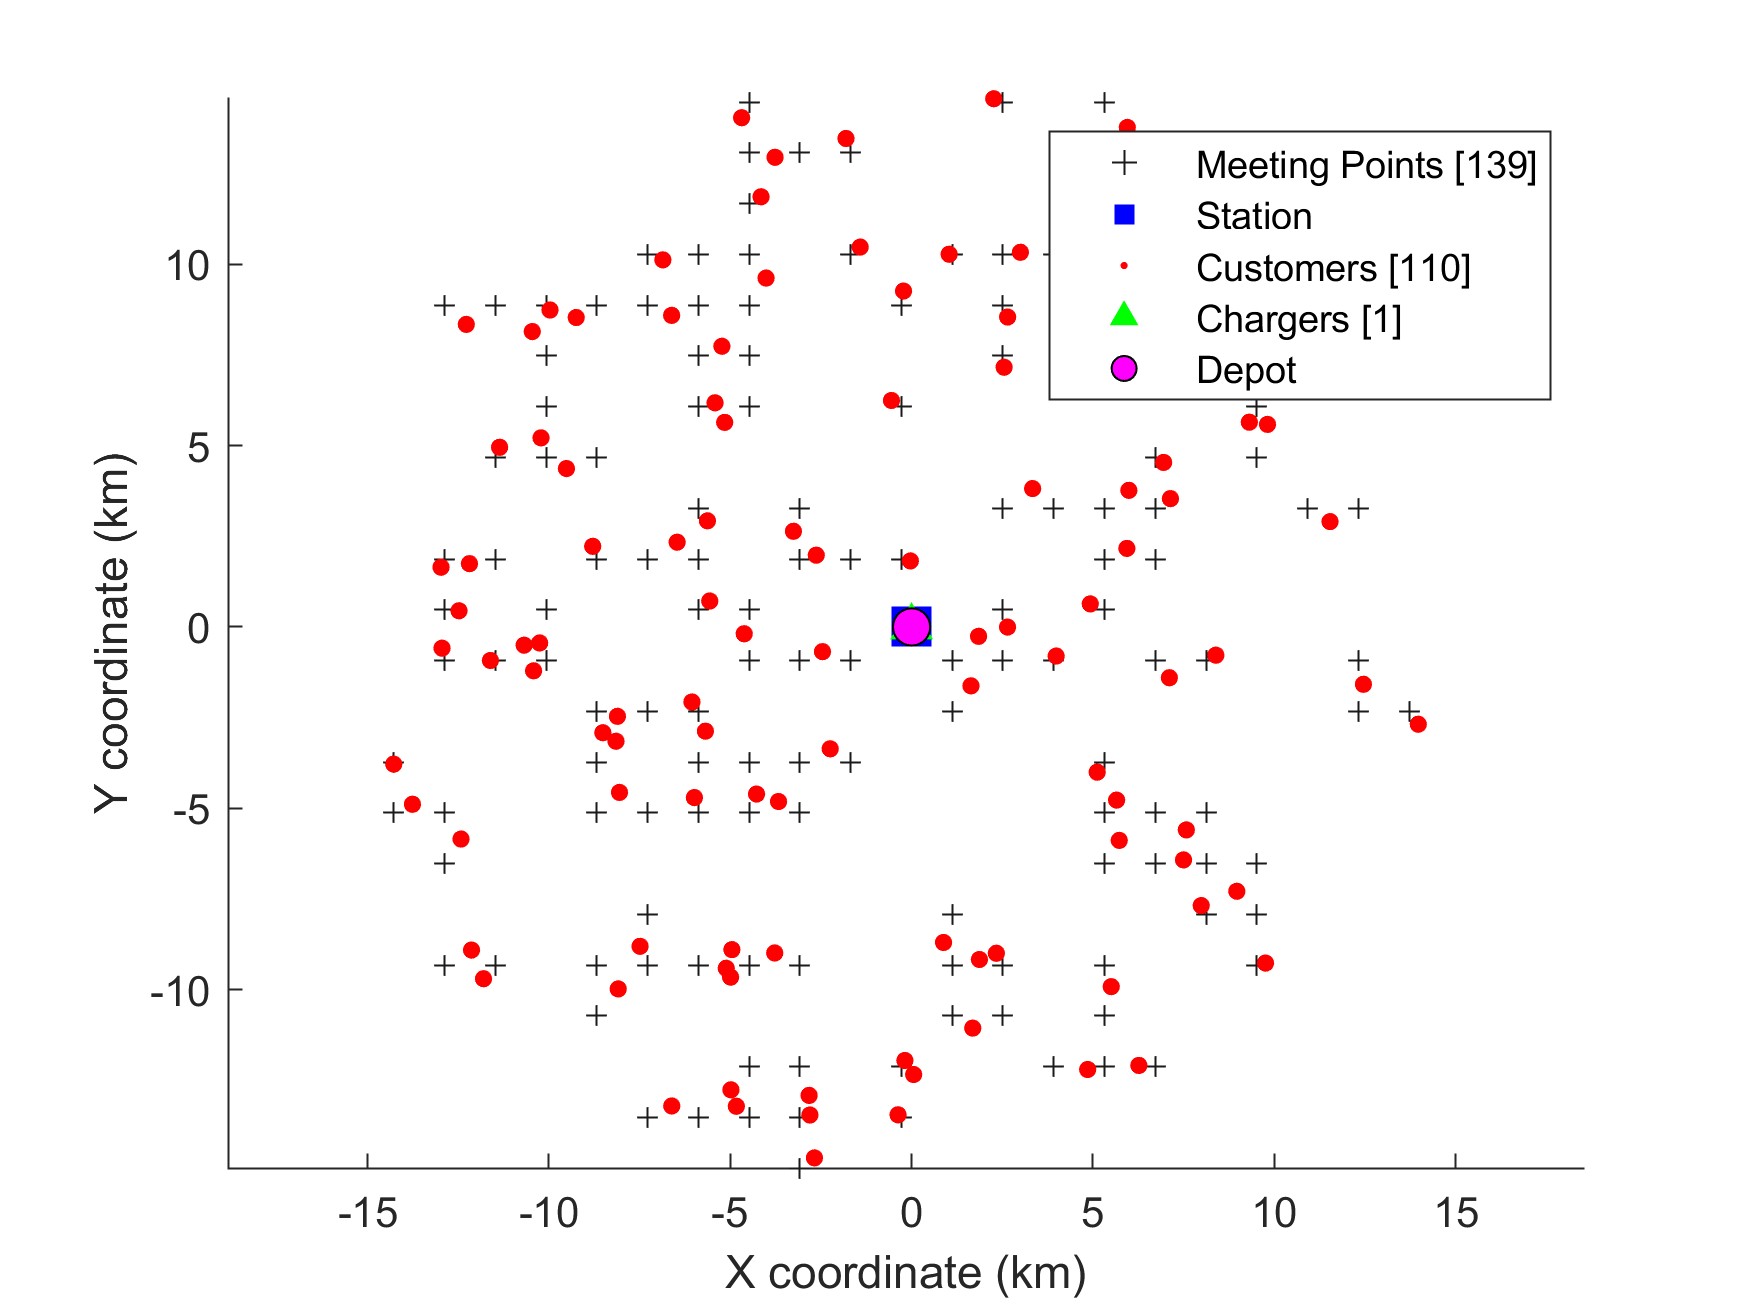 Meeting Points [139]
Station
Customers [110]
Chargers [1]
Depot
10
5
0
-5
-10
Y coordinate (km)
-15
-10
-5
0
5
10
15
X coordinate (km)